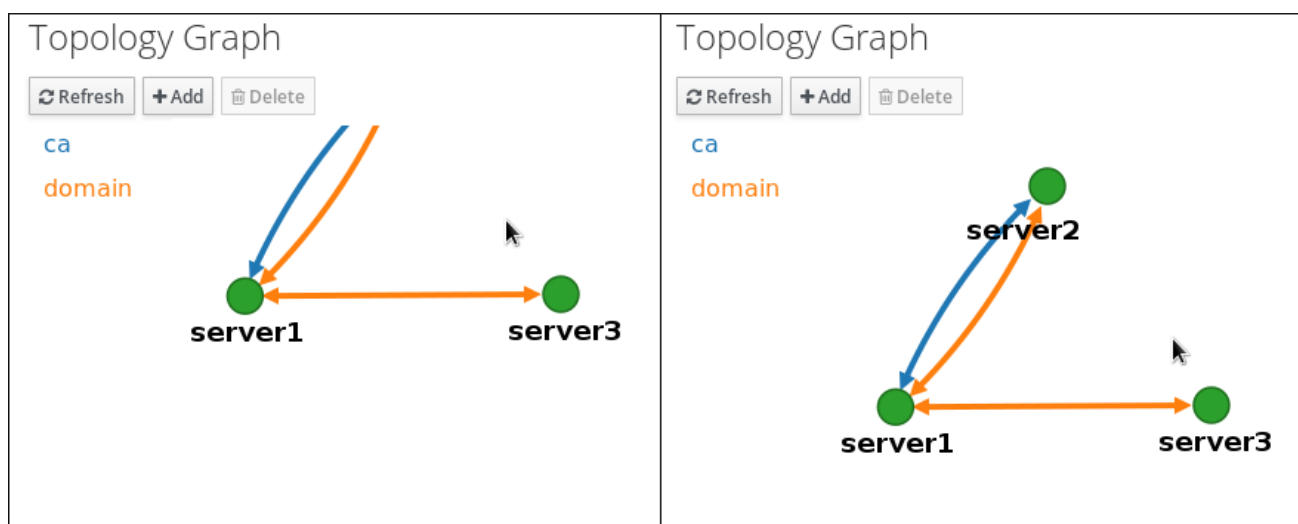 Topology Graph
Refresh Add Delete
ca
domain
server1
server3
Topology Graph
Refresh Add Delete
ca
domain
server2
server1
server3